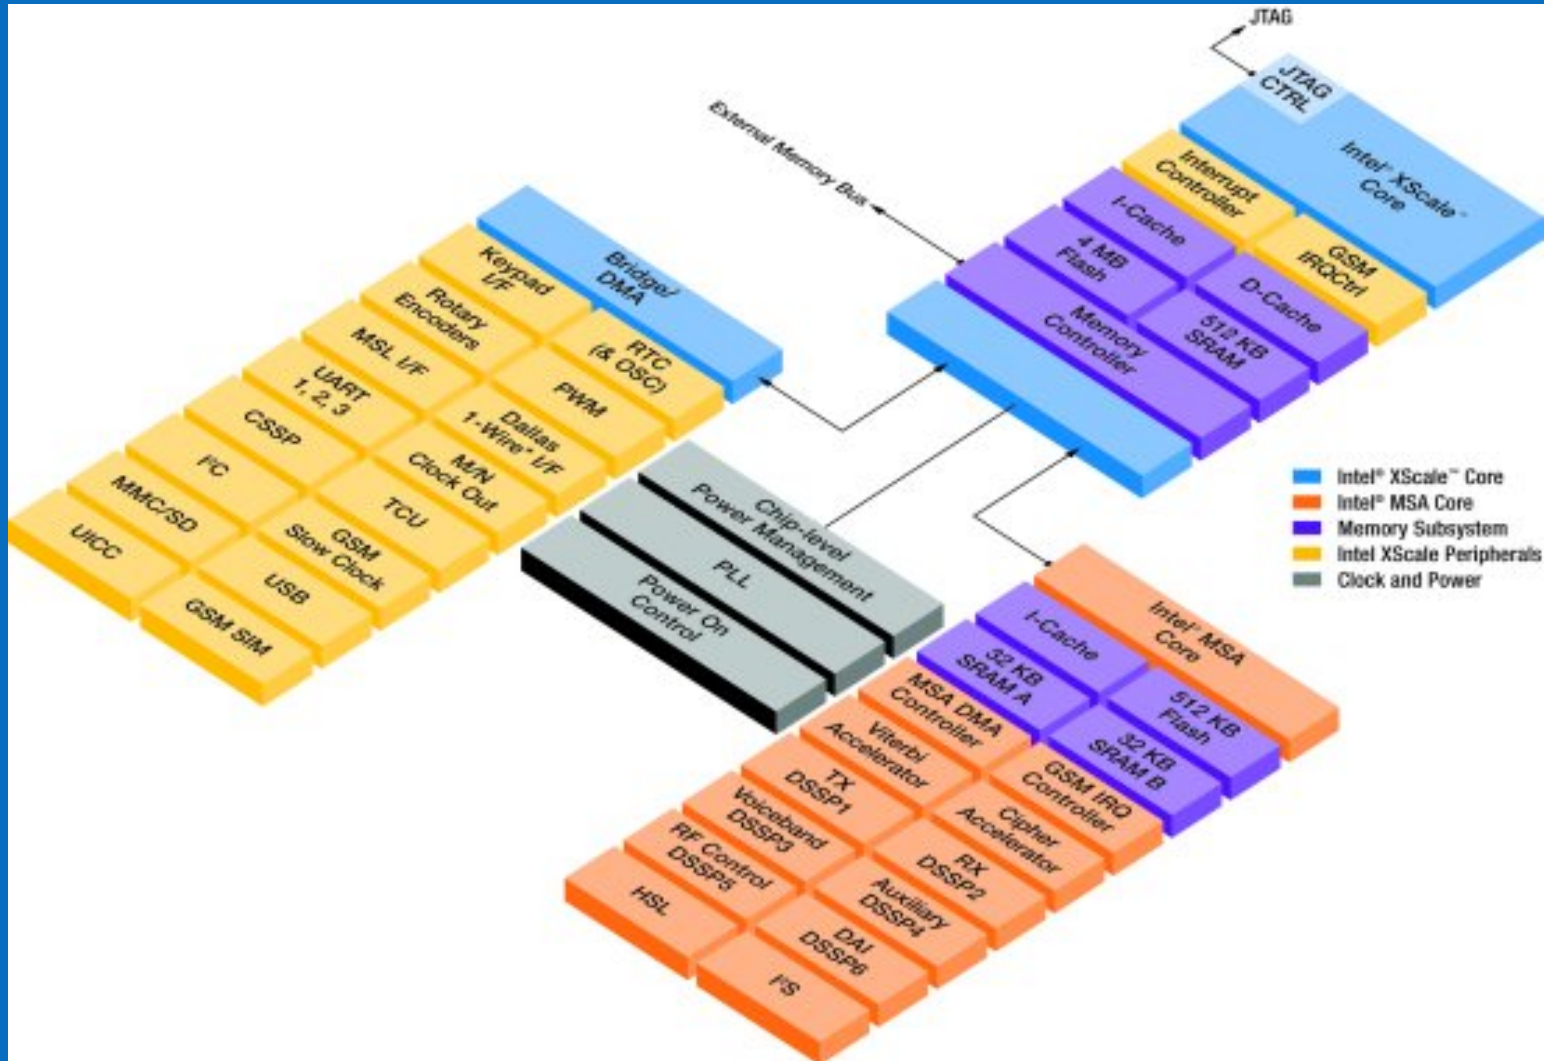 JTAG
JTAG
CTRL
Intel® XScale™
Core
External Memory Bus
Interrupt
Controller
GSM
IRQCtrl
I-Cache
D-Cache
4 MB
Flash
512 KB
SRAM
Memory
Controller
Bridge/
DMA
Keypad
I/F
RTC
(& OSC)
Rotary
Encoders
PWM
MSL I/F
Dallas
1-Wire® I/F
UART
1, 2, 3
M/N
Clock Out
CSSP
TCU
I²C
GSM
Slow Clock
MMC/SD
USB
UICC
GSM SIM
Chip-level
Power Management
PLL
Power On
Control
Intel® XScale™ Core
Intel® MSA Core
Memory Subsystem
Intel XScale Peripherals
Clock and Power
Intel® MSA
Core
I-Cache
512 KB
Flash
32 KB
SRAM A
32 KB
SRAM B
MSA DMA
Controller
GSM IRQ
Controller
Viterbi
Accelerator
Cipher
Accelerator
TX
DSSP1
RX
DSSP2
Voiceband
DSSP3
Auxiliary
DSSP4
RF Control
DSSP5
DAI
DSSP6
HSL
I²S